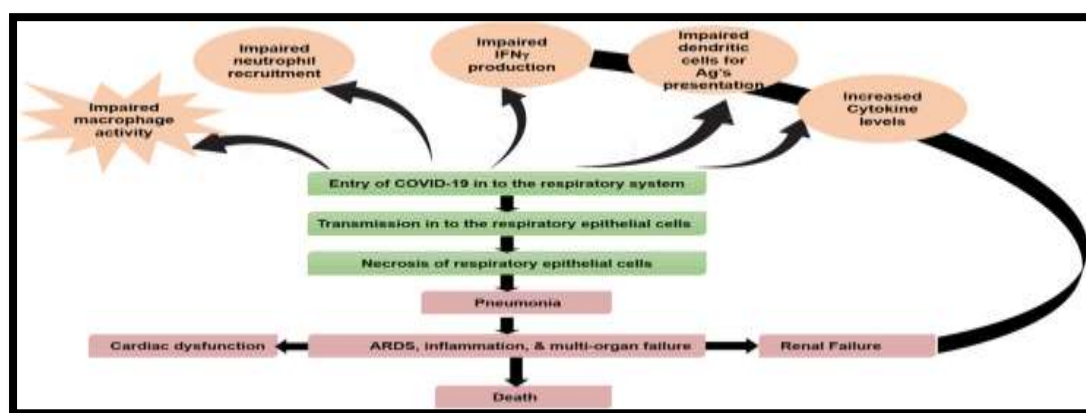 Impaired
neutrophil
recruitment
Impaired
IFNγ
production
Impaired
dendritic
cells for
Ag's
presentation
Impaired
macrophage
activity
Increased
Cytokine
levels
Entry of COVID-19 in to the respiratory system
Transmission in to the respiratory epithelial cells
Necrosis of respiratory epithelial cells
Pneumonia
Cardiac dysfunction
ARDS, inflammation, & multi-organ failure
Renal Failure
Death